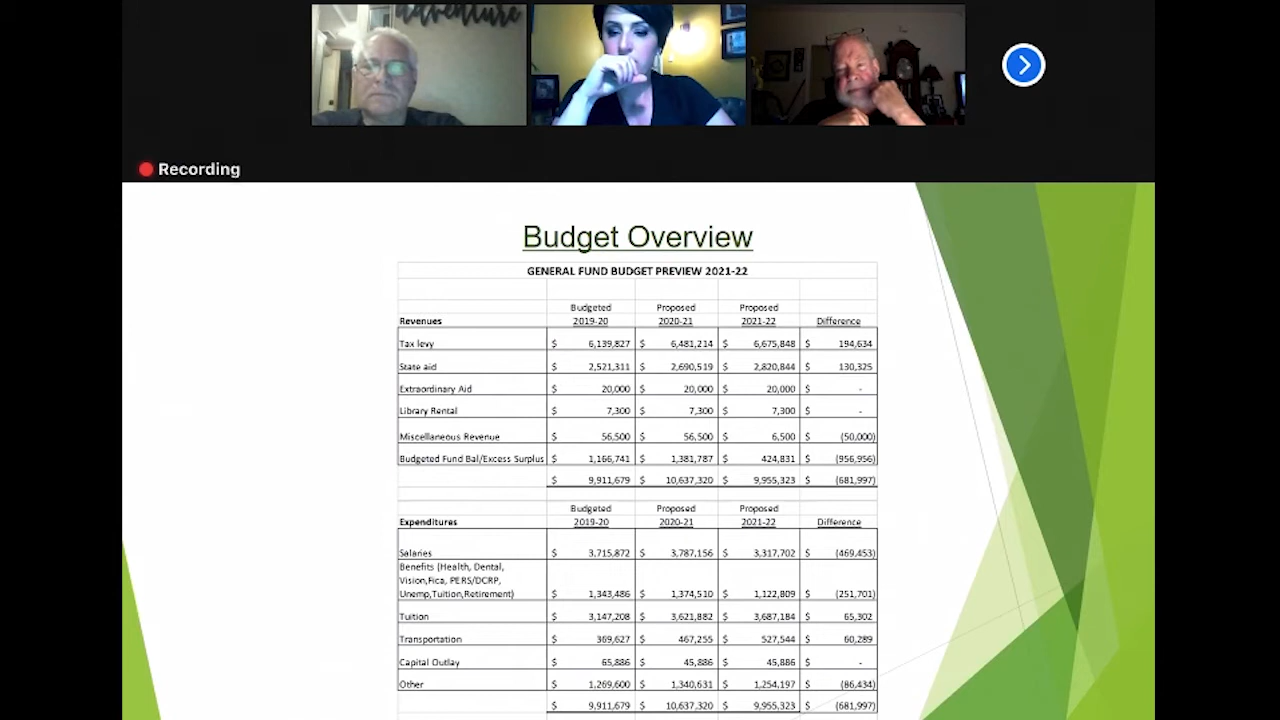 adventure
Recording
Budget Overview
GENERAL FUND BUDGET PREVIEW 2021-22
Budgeted Proposed Proposed
Revenues 2019-20 2020-21 2021-22 Difference
Tax levy $ 6,139,827 $ 6,481,214 $ 6,675,848 $ 194,634
State aid $ 2,521,311 $ 2,690,519 $ 2,820,844 $ 130,325
Extraordinary Aid $ 20,000 $ 20,000 $ 20,000 $ -
Library Rental $ 7,300 $ 7,300 $ 7,300 $ -
Miscellaneous Revenue $ 56,500 $ 56,500 $ 6,500 $ (50,000)
Budgeted Fund Bal/Excess Surplus $ 1,166,741 $ 1,381,787 $ 424,831 $ (956,956)
$ 9,911,679 $ 10,637,320 $ 9,955,323 $ (681,997)
Budgeted Proposed Proposed
Expenditures 2019-20 2020-21 2021-22 Difference
Salaries $ 3,715,872 $ 3,787,156 $ 3,317,702 $ (469,453)
Benefits (Health, Dental,
Vision,Fica, PERS/DCRP,
Unemp,Tuition,Retirement) $ 1,343,486 $ 1,374,510 $ 1,122,809 $ (251,701)
Tuition $ 3,147,208 $ 3,621,882 $ 3,687,184 $ 65,302
Transportation $ 369,627 $ 467,255 $ 527,544 $ 60,289
Capital Outlay $ 65,886 $ 45,886 $ 45,886 $ -
Other $ 1,269,600 $ 1,340,631 $ 1,254,197 $ (86,434)
$ 9,911,679 $ 10,637,320 $ 9,955,323 $ (681,997)